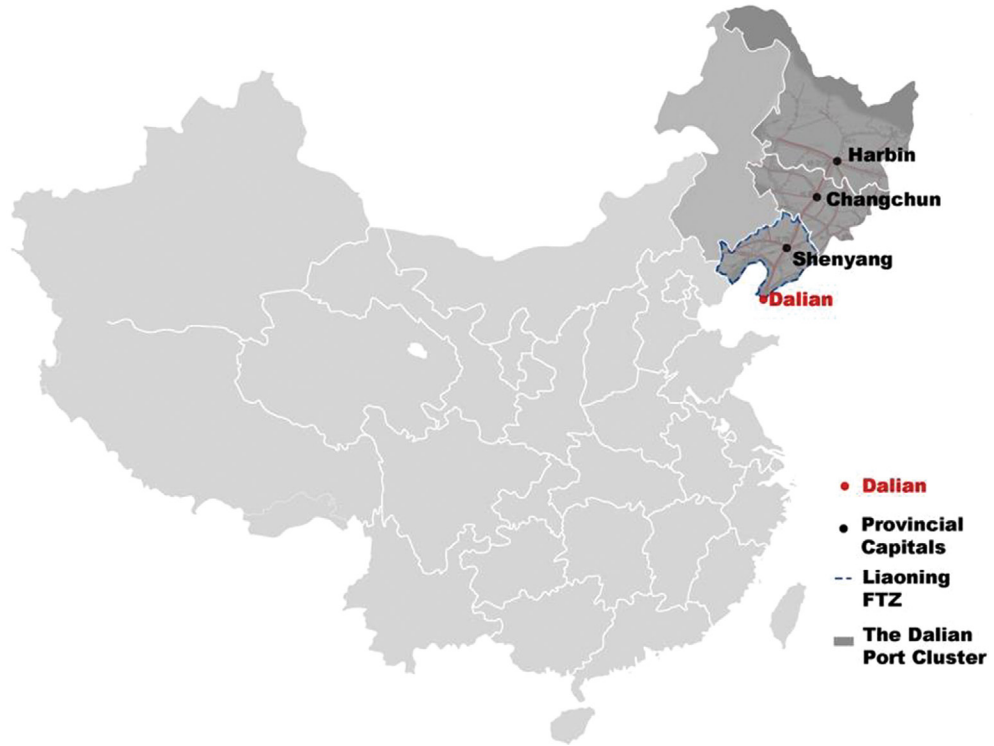 Harbin
Changchun
Shenyang
Dalian
Dalian
Provincial
Capitals
Liaoning
FTZ
The Dalian
Port Cluster